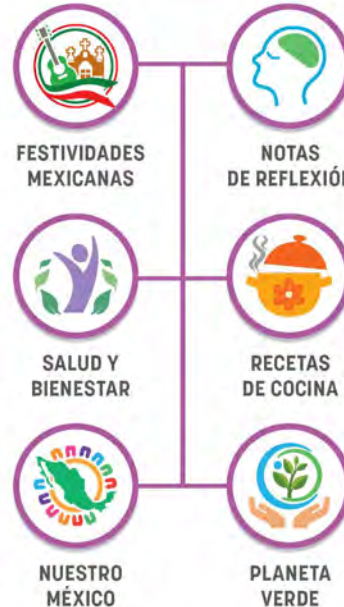 FESTIVIDADES
MEXICANAS
NOTAS
DE REFLEXIÓN
SALUD Y
BIENESTAR
RECETAS
DE COCINA
NUESTRO
MÉXICO
PLANETA
VERDE